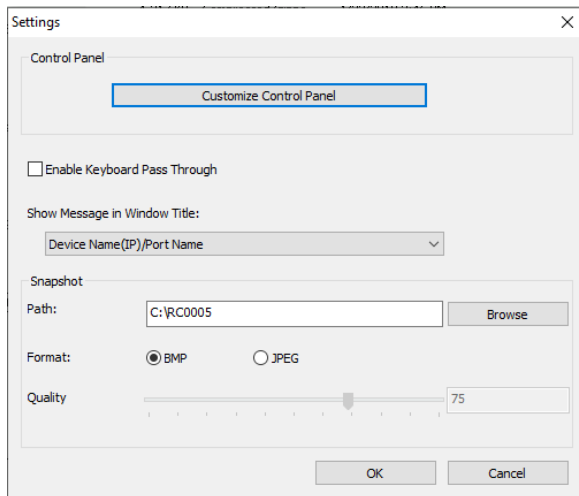 Settings
Control Panel
Customize Control Panel
Enable Keyboard Pass Through
Show Message in Window Title:
Device Name(IP)/Port Name
Snapshot
Path:
C:\RC0005
Browse
Format:
BMP
JPEG
Quality
75
OK
Cancel